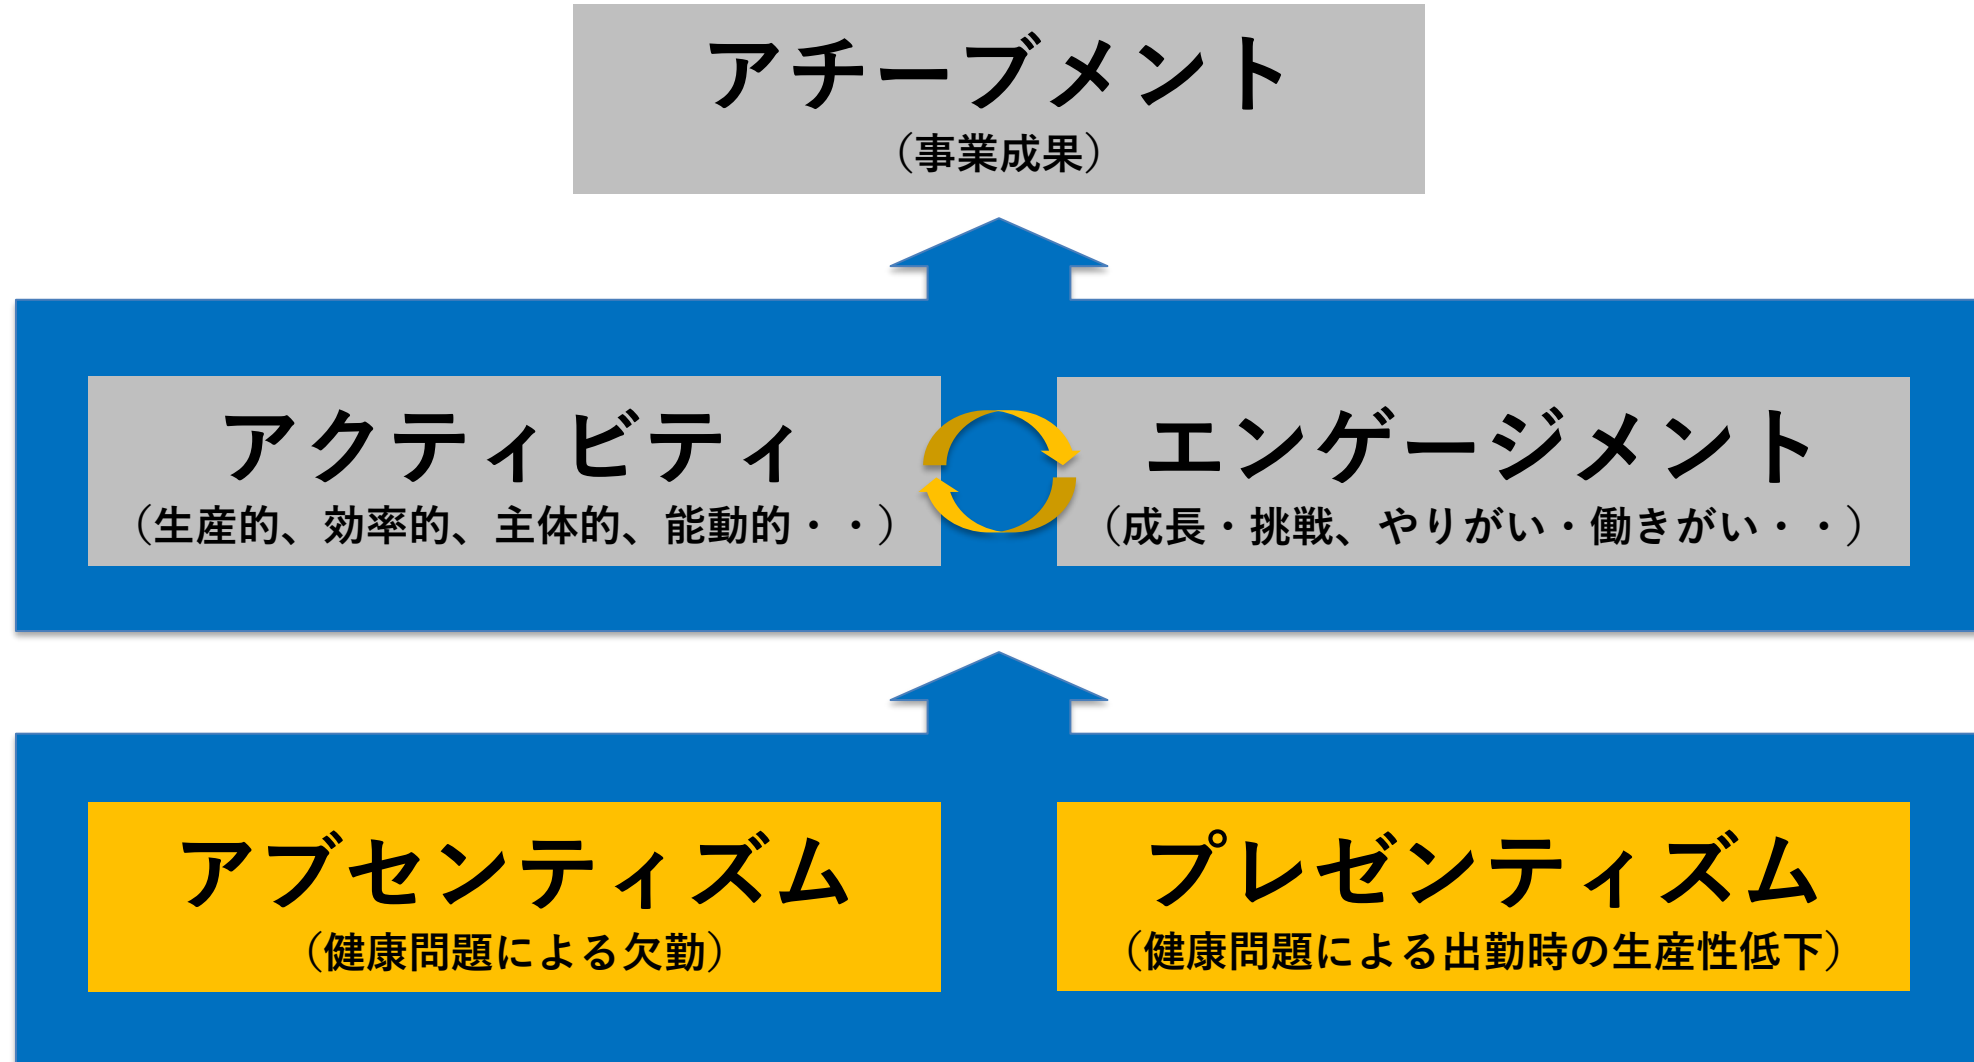 アチーブメント
（事業成果）
アクティビティ
（生産的、効率的、主体的、能動的・・）
エンゲージメント
（成長・挑戦、やりがい・働きがい・・）
アブセンティズム
（健康問題による欠勤）
プレゼンティズム
（健康問題による出勤時の生産性低下）